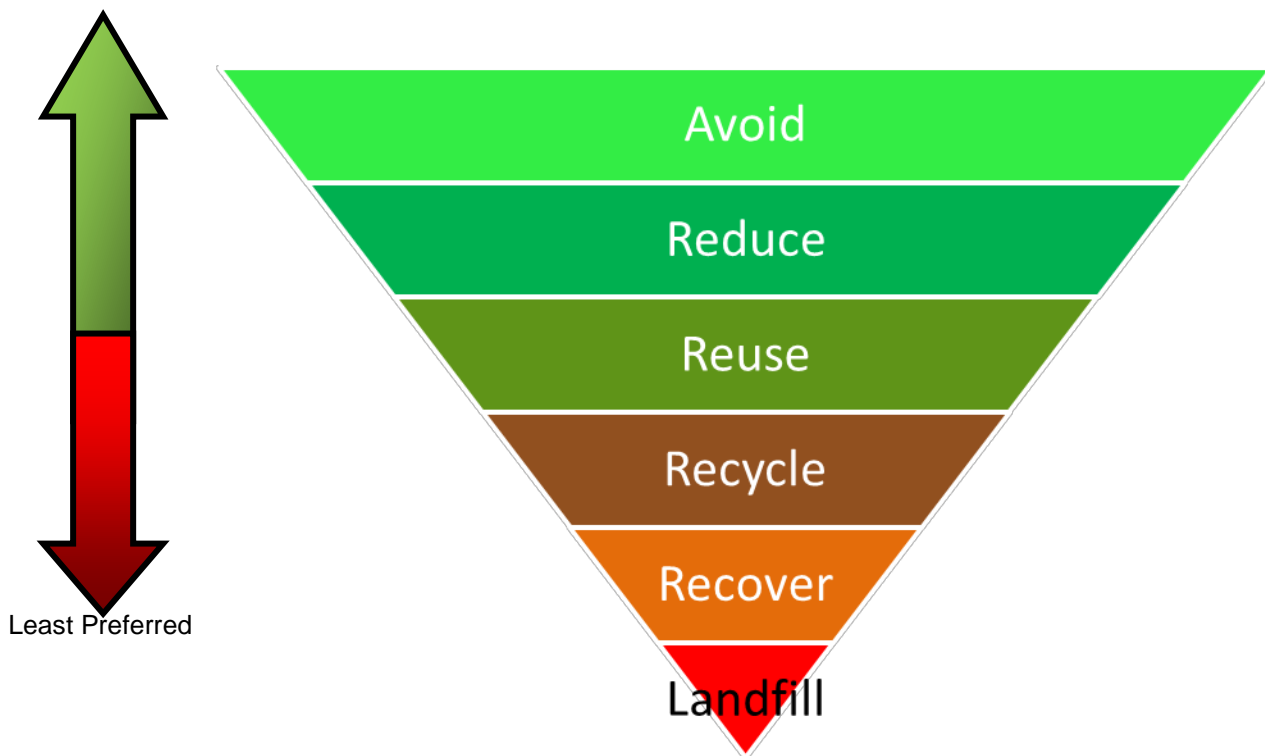 Avoid
Reduce
Reuse
Recycle
Recover
Least Preferred
Landfill